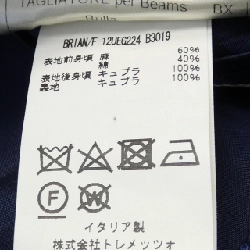 TAGLIATORE per Beams
BRIAN/F 12UEG224 B3019
60%
表地前身頃 麻 40%
綿 100%
表地後身頃 キュプラ 100%
裏地 キュプラ
F W
イタリア製
株式会社トレメッツォ